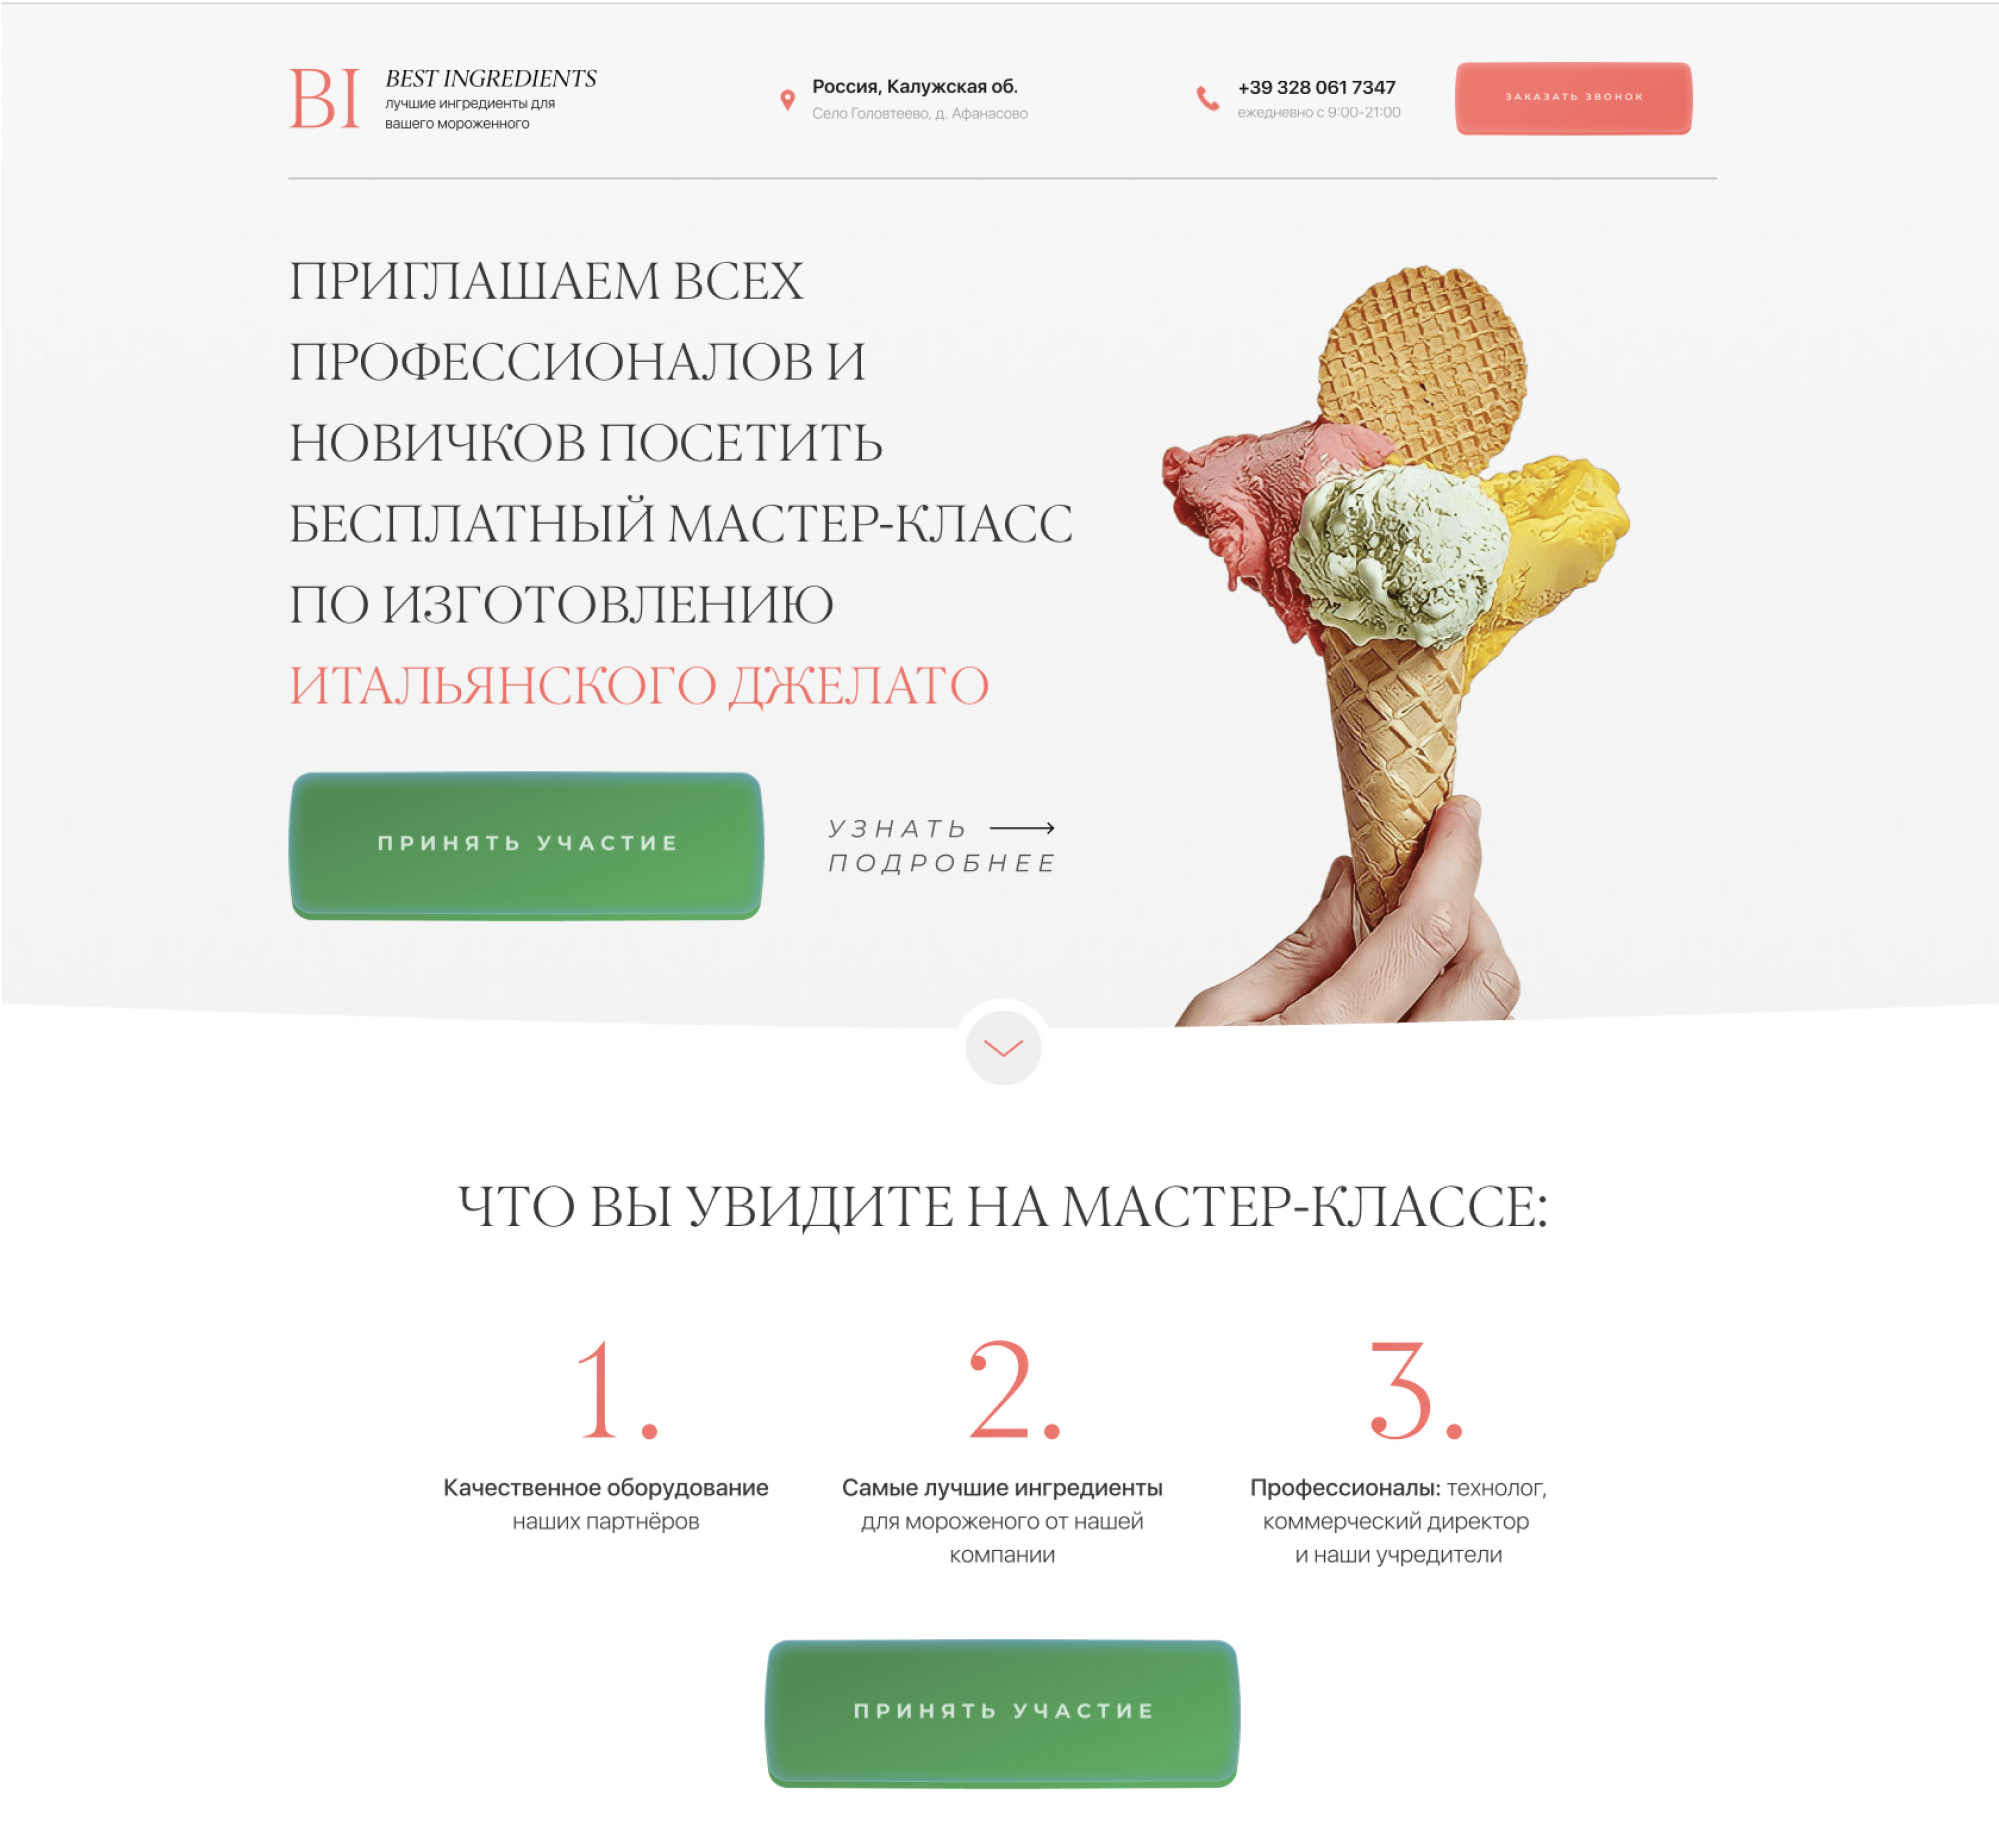 BI
BEST INGREDIENTS
лучшие ингредиенты для
вашего мороженного
Россия, Калужская об.
Село Головтеево, д. Афанасово
+39 328 061 7347
ежедневно с 9:00-21:00
ЗАКАЗАТЬ ЗВОНОК
ПРИГЛАШАЕМ ВСЕХ
ПРОФЕССИОНАЛОВ И
НОВИЧКОВ ПОСЕТИТЬ
БЕСПЛАТНЫЙ МАСТЕР-КЛАСС
ПО ИЗГОТОВЛЕНИЮ
ИТАЛЬЯНСКОГО ДЖЕЛАТО
ПРИНЯТЬ УЧАСТИЕ
УЗНАТЬ
ПОДРОБНЕЕ
ЧТО ВЫ УВИДИТЕ НА МАСТЕР-КЛАССЕ:
1.
Качественное оборудование
наших партнёров
2.
Самые лучшие ингредиенты
для мороженого от нашей
компании
3.
Профессионалы: технолог,
коммерческий директор
и наши учредители
ПРИНЯТЬ УЧАСТИЕ